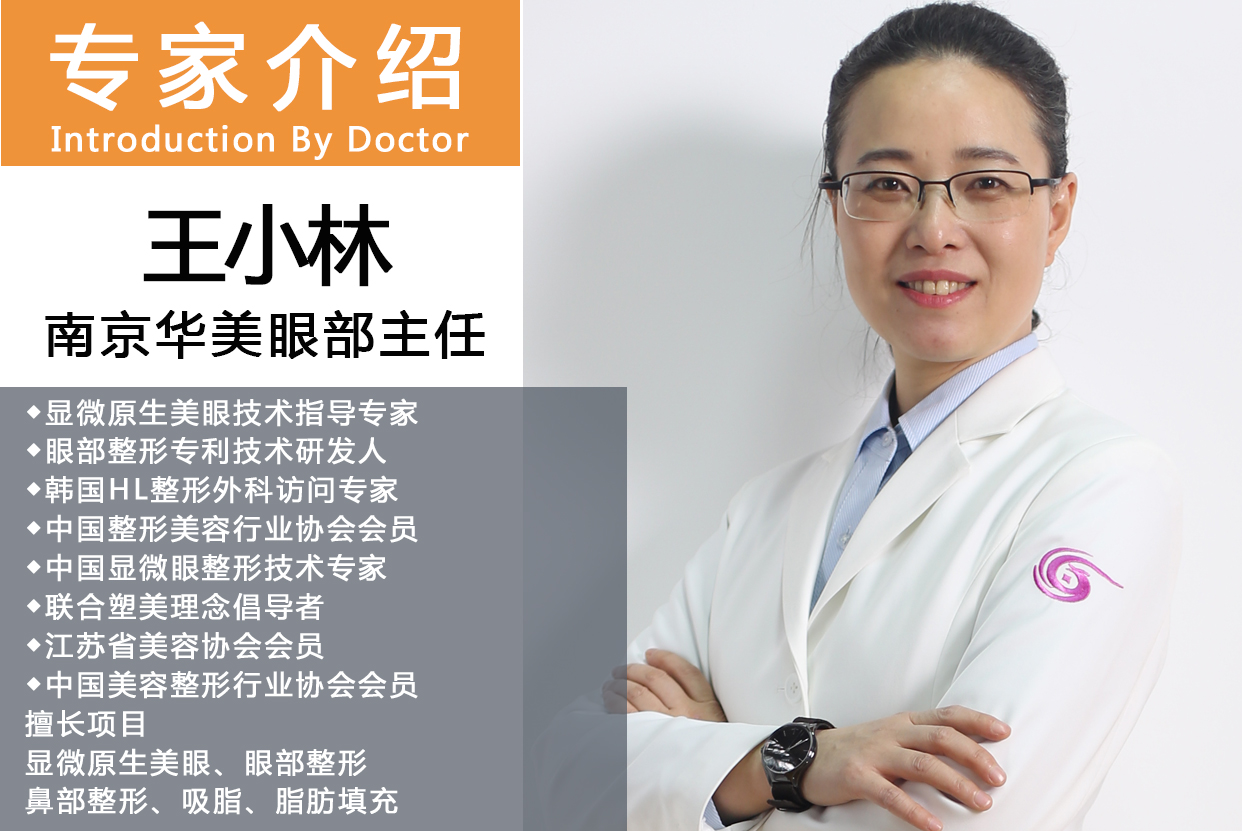 专家介绍
Introduction By Doctor
王小林
南京华美眼部主任
◆显微原生美眼技术指导专家
◆眼部整形专利技术研发人
◆韩国HL整形外科访问专家
◆中国整形美容行业协会会员
◆中国显微眼整形技术专家
◆联合塑美理念倡导者
◆江苏省美容协会会员
◆中国美容整形行业协会会员
擅长项目
显微原生美眼、眼部整形
鼻部整形、吸脂、脂肪填充